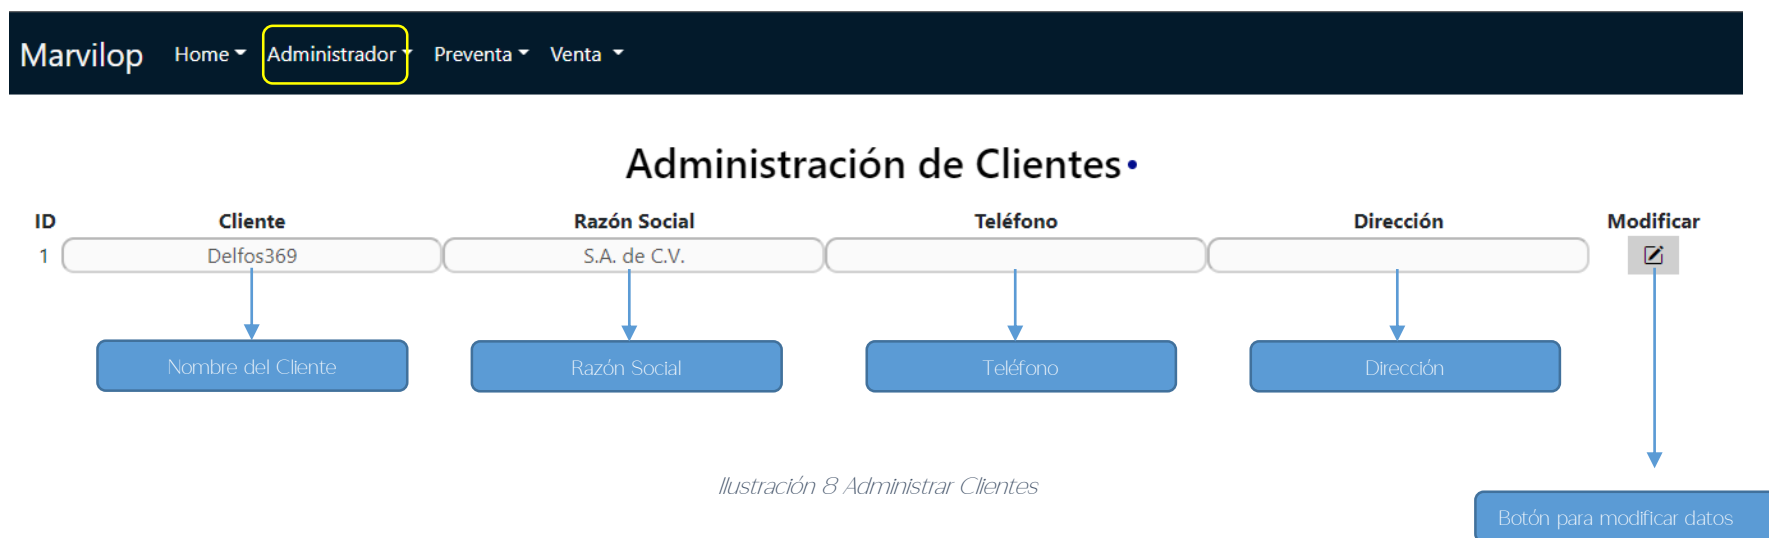 Marvilop Home Administrador Preventa Venta
Administración de Clientes
ID Cliente Razón Social Teléfono Dirección Modificar
1 Delfos369 S.A. de C.V.
Nombre del Cliente Razón Social Teléfono Dirección
Ilustración 8 Administrar Clientes
Botón para modificar datos